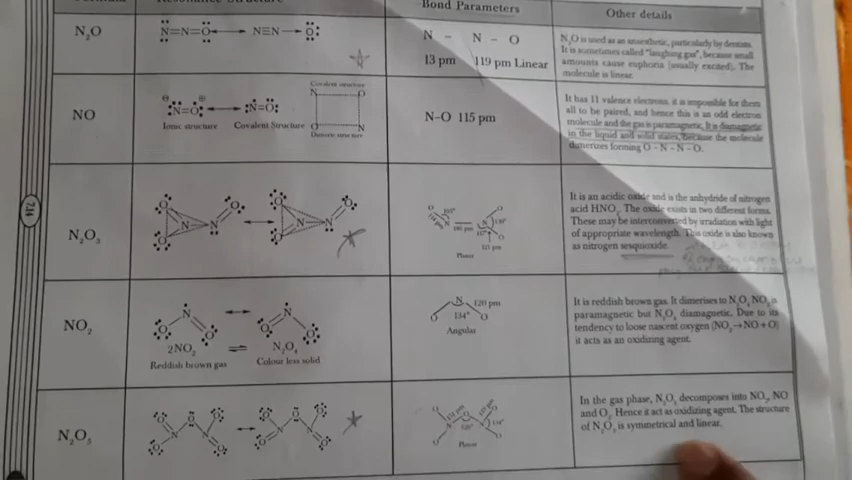 Resonance Structure
Bond Parameters
Other details
N₂O
N=N=O ⟷ N≡N→O
N – N – O
13 pm 119 pm Linear
N₂O is used as an anaesthetic, particularly by dentists.
It is sometimes called "laughing gas", because small
amounts cause euphoria (usually excited). The
molecule is linear.
NO
⊖ ⊕
N=O ⟷ N=O
Ionic structure Covalent Structure
Covalent structure
N O
O N
Dimeric structure
N–O 115 pm
It has 11 valence electrons, it is impossible for them
all to be paired, and hence this is an odd electron
molecule and the gas is paramagnetic. It is diamagnetic
in the liquid and solid states, because the molecule
dimerizes forming O – N – N – O.
734
N₂O₃
Planar
It is an acidic oxide and is the anhydride of nitrogen
acid HNO₂. The oxide exists in two different forms.
These may be interconverted by irradiation with light
of appropriate wavelength. This oxide is also known
as nitrogen sesquioxide.
NO₂
2NO₂ ⇌ N₂O₄
Reddish brown gas Colour less solid
N 120 pm
O 134° O
Angular
It is reddish brown gas. It dimerises to N₂O₄ NO₂ is
paramagnetic but N₂O₄ diamagnetic. Due to its
tendency to loose nascent oxygen (NO₂→NO+O)
it acts as an oxidizing agent.
N₂O₅
Planar
In the gas phase, N₂O₅ decomposes into NO₂, NO
and O₂. Hence it act as oxidizing agent. The structure
of N₂O₅ is symmetrical and linear.